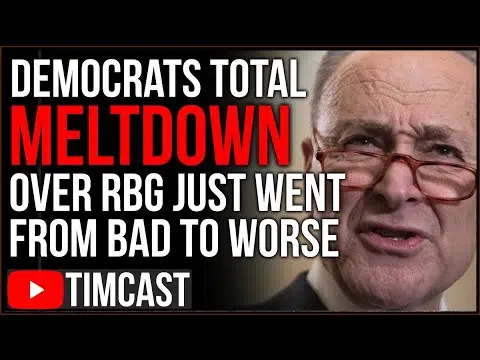 DEMOCRATS TOTAL
MELTDOWN
OVER RBG JUST WENT
FROM BAD TO WORSE
TIMCAST